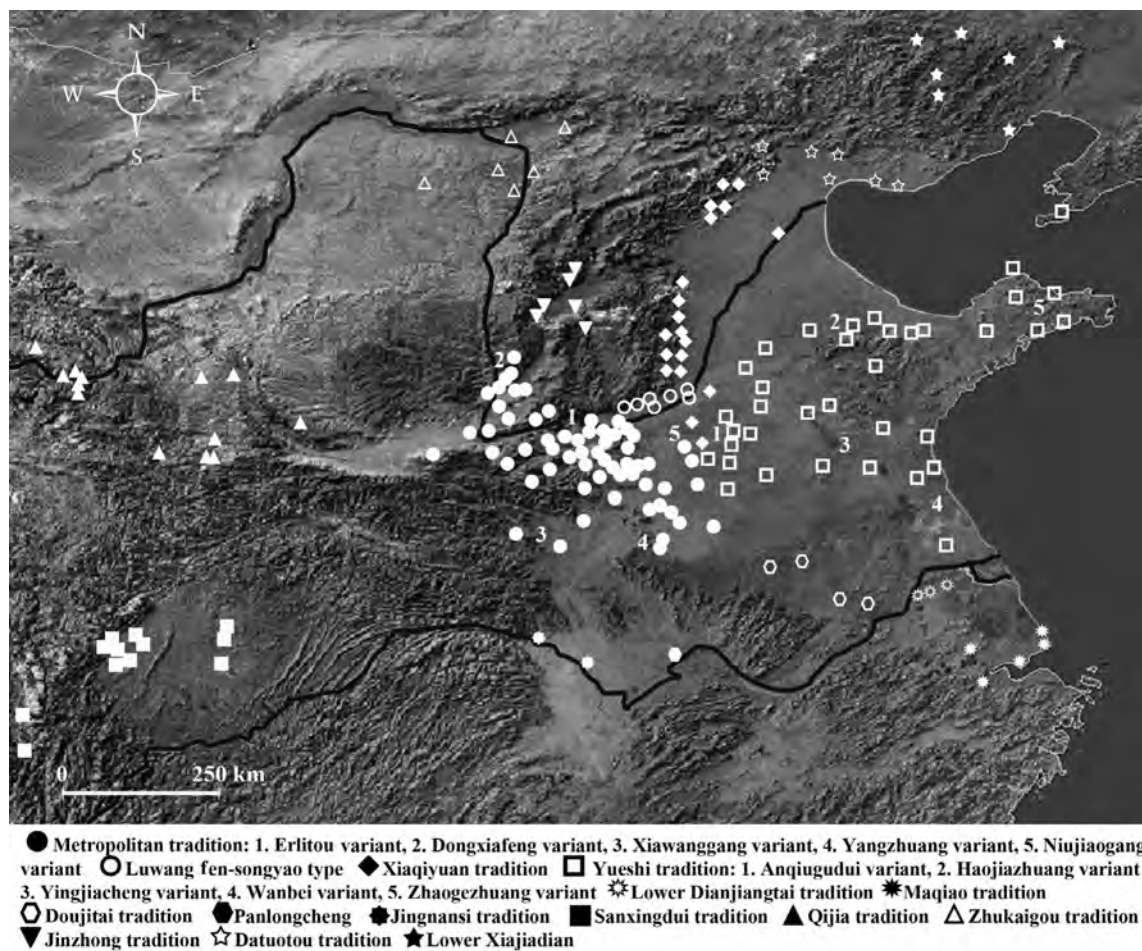 N
W E
S
2
5
2
1
5
1
3
3
4
4
0 250 km
Metropolitan tradition: 1. Erlitou variant, 2. Dongxiafeng variant, 3. Xiawanggang variant, 4. Yangzhuang variant, 5. Niujiaogang
variant Luwang fen-songyao type Xiaqiyuan tradition Yueshi tradition: 1. Anqiugudui variant, 2. Haojiazhuang variant
3. Yingjiacheng variant, 4. Wanbei variant, 5. Zhaogezhuang variant Lower Dianjiangtai tradition Maqiao tradition
Doujitai tradition Panlongcheng Jingnansi tradition Sanxingdui tradition Qijia tradition Zhukaigou tradition
Jinzhong tradition Datuotou tradition Lower Xiajiadian